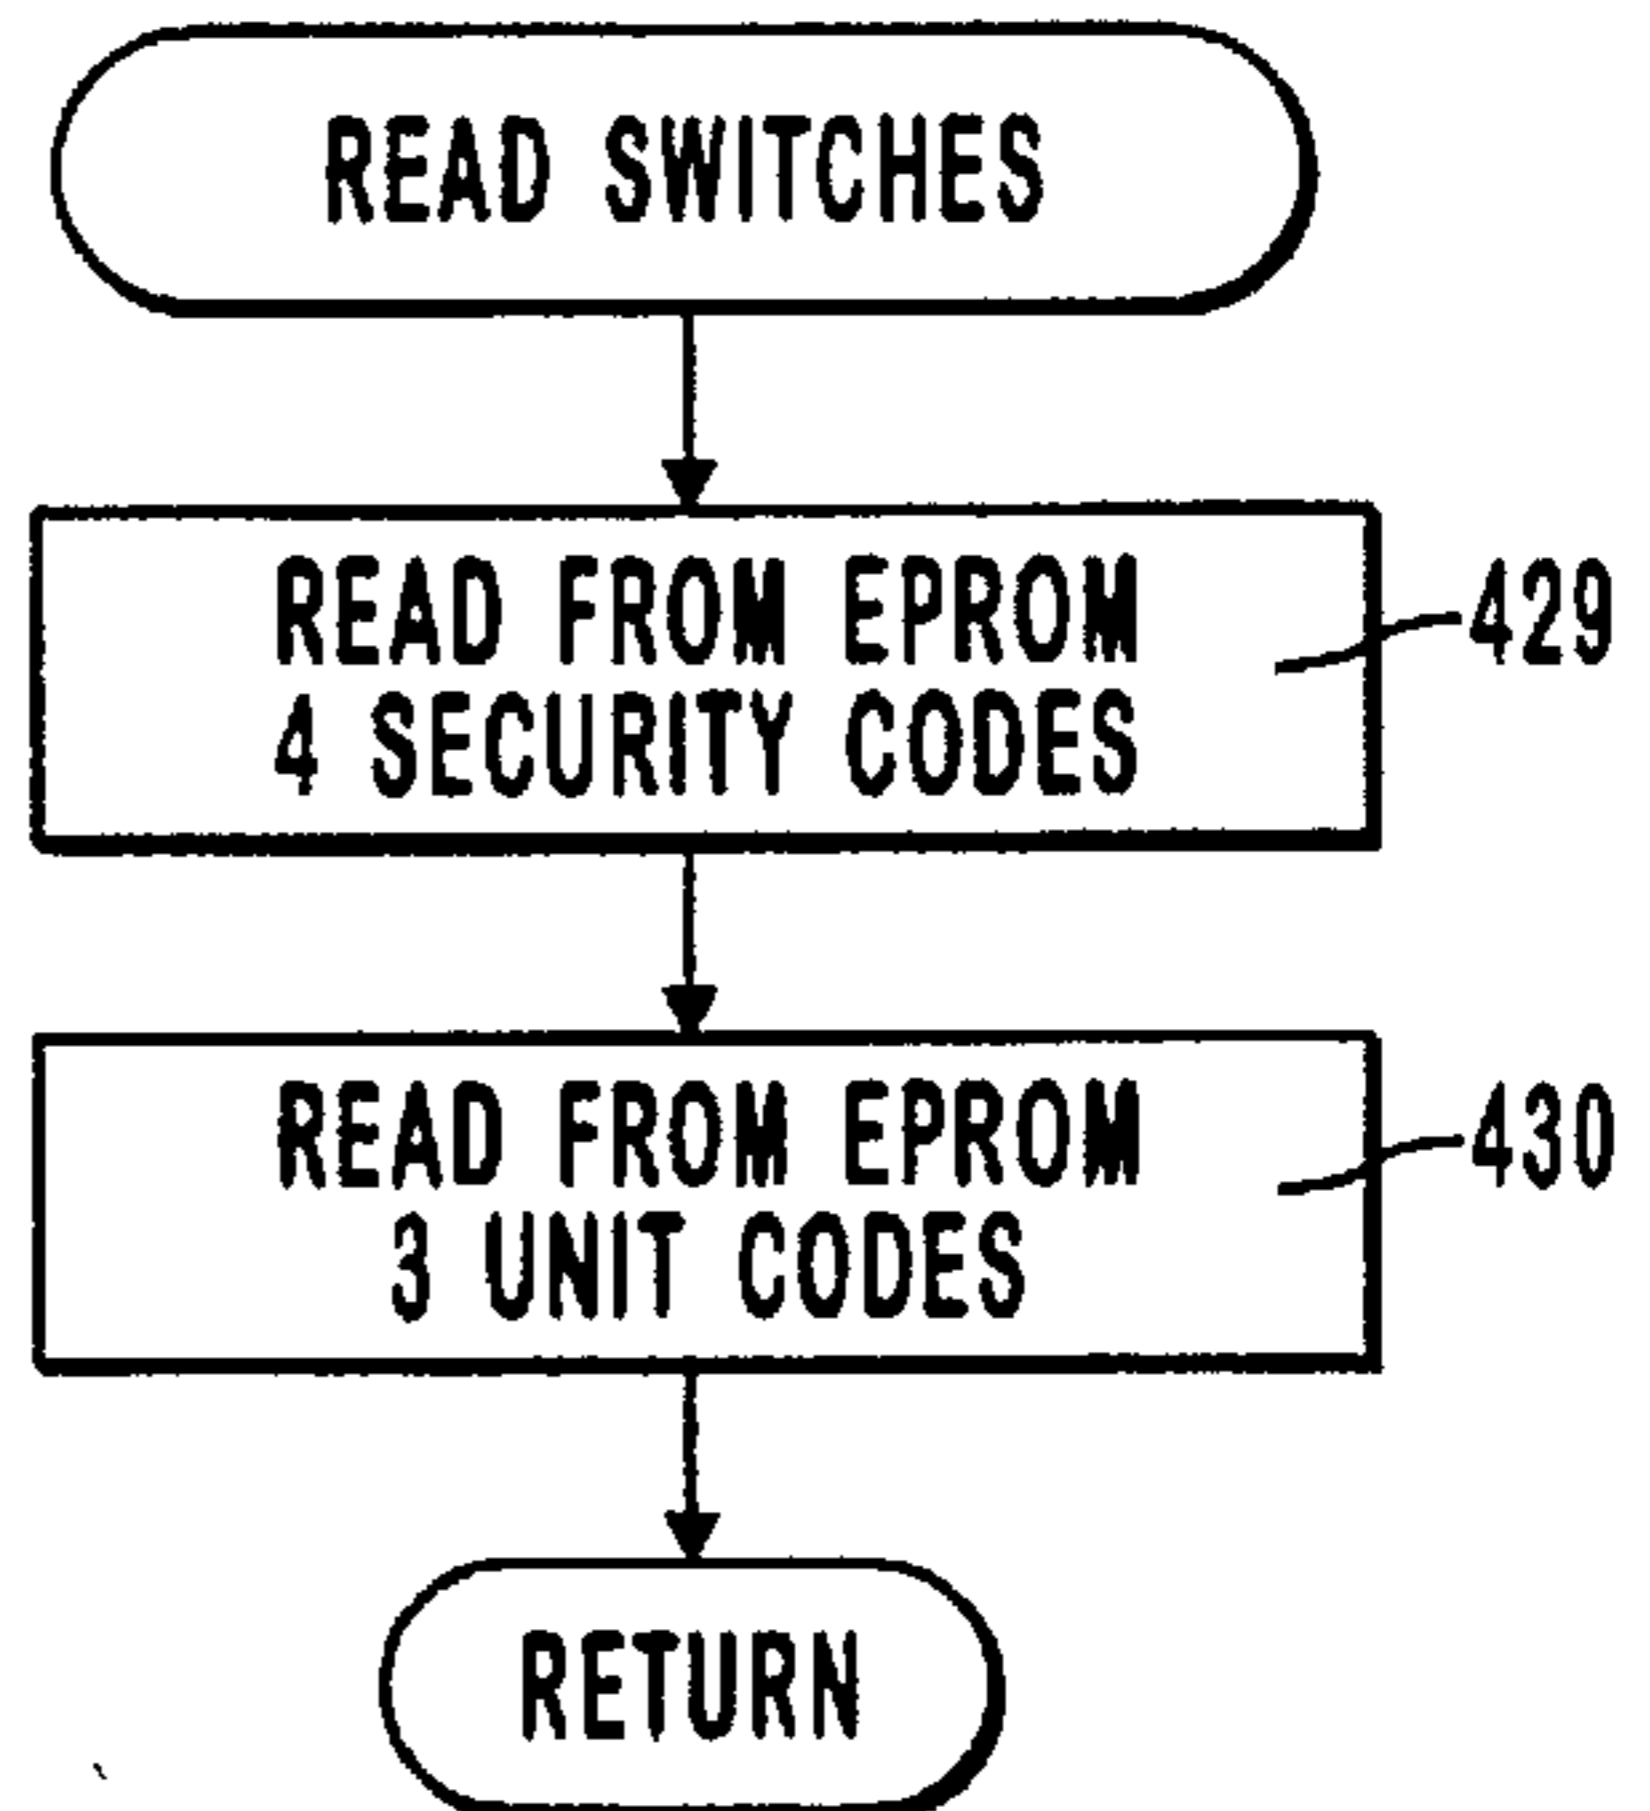 READ SWITCHES
READ FROM EPROM
4 SECURITY CODES
429
READ FROM EPROM
3 UNIT CODES
430
RETURN